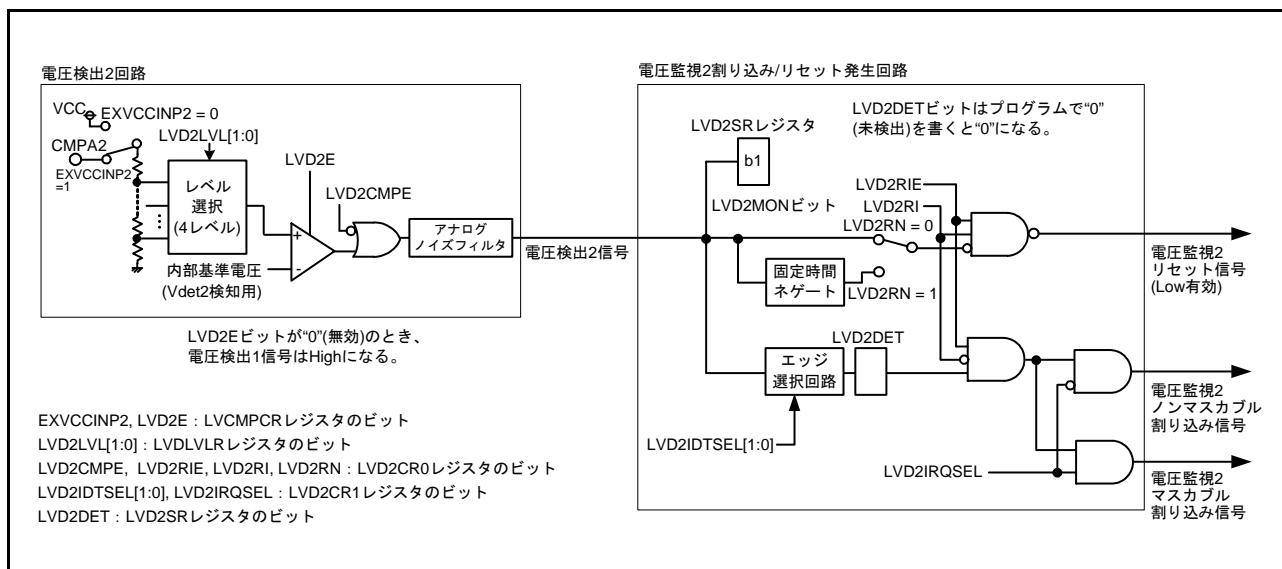 電圧検出2回路
VCC
EXVCCINP2 = 0
CMPA2
EXVCCINP2
=1
LVD2LVL[1:0]
レベル
選択
(4レベル)
LVD2E
LVD2CMPE
+
-
内部基準電圧
(Vdet2検知用)
アナログ
ノイズフィルタ
電圧検出2信号
LVD2Eビットが“0”(無効)のとき、
電圧検出1信号はHighになる。
電圧監視2割り込み/リセット発生回路
LVD2DETビットはプログラムで“0”
(未検出)を書くと“0”になる。
LVD2SRレジスタ
b1
LVD2MONビット
LVD2RIE
LVD2RI
LVD2RN = 0
固定時間
ネゲート
LVD2RN = 1
エッジ
選択回路
LVD2DET
LVD2IDTSEL[1:0]
LVD2IRQSEL
電圧監視2
リセット信号
(Low有効)
電圧監視2
ノンマスカブル
割り込み信号
電圧監視2
マスカブル
割り込み信号
EXVCCINP2, LVD2E : LVCMPCRレジスタのビット
LVD2LVL[1:0] : LVDLVLRレジスタのビット
LVD2CMPE, LVD2RIE, LVD2RI, LVD2RN : LVD2CR0レジスタのビット
LVD2IDTSEL[1:0], LVD2IRQSEL : LVD2CR1レジスタのビット
LVD2DET : LVD2SRレジスタのビット